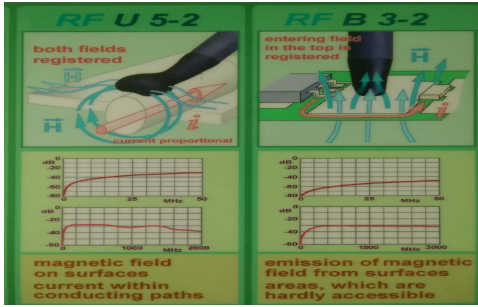 RF U 5-2
both fields
registered
H
H
i
current proportional
dB
0
-20
-40
-60
-80
0
25
MHz
50
dB
0
-20
-40
-60
0
1000
MHz
2000
magnetic field
on surfaces
current within
conducting paths
RF B 3-2
entering field
in the top is
registered
H
H
i
dB
0
-20
-40
-60
-80
0
25
MHz
50
dB
0
-20
-40
-60
0
1500
MHz
3000
emission of magnetic
field from surfaces
areas, which are
hardly accessible